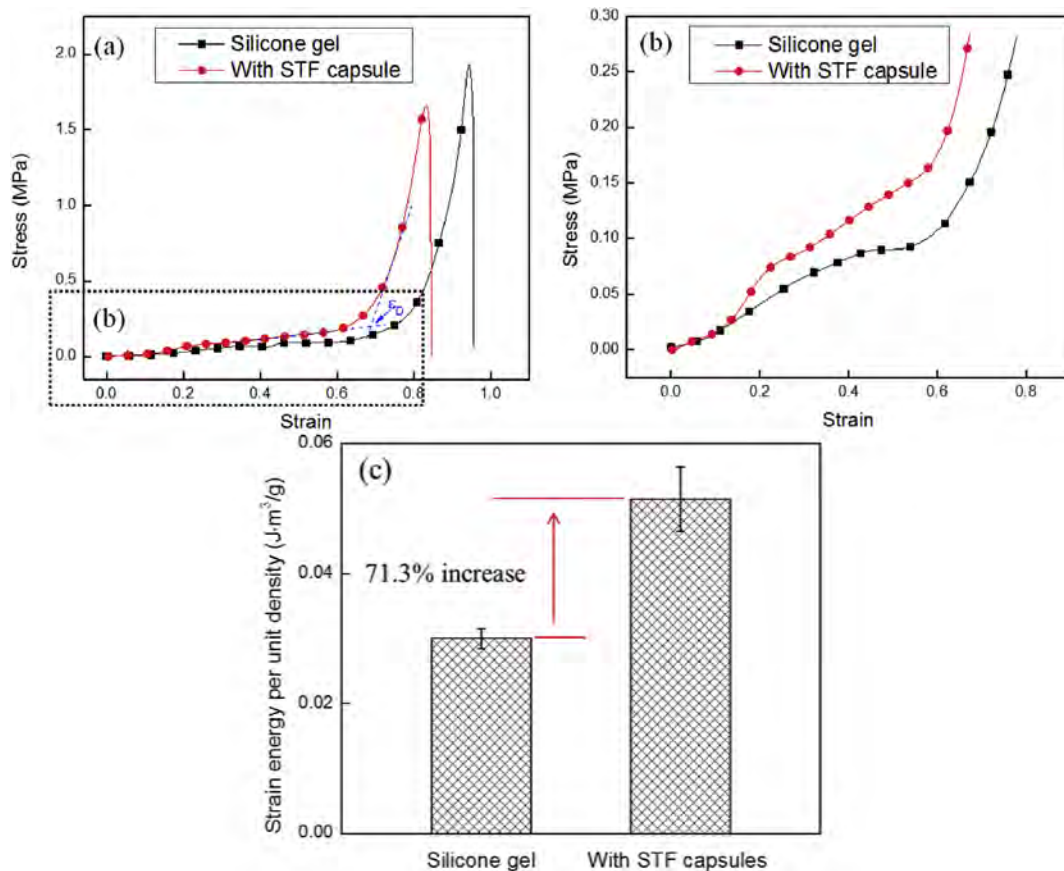 (a)
Silicone gel
With STF capsule
Stress (MPa)
2.0
1.5
1.0
0.5
0.0
(b)
ε_D
0.0 0.2 0.4 0.6 0.8 1.0
Strain
(b)
Silicone gel
With STF capsule
Stress (MPa)
0.30
0.25
0.20
0.15
0.10
0.05
0.00
0.0 0.2 0.4 0.6 0.8
Strain
(c)
Strain energy per unit density (J·m³/g)
0.06
0.04
0.02
0.00
71.3% increase
Silicone gel With STF capsules